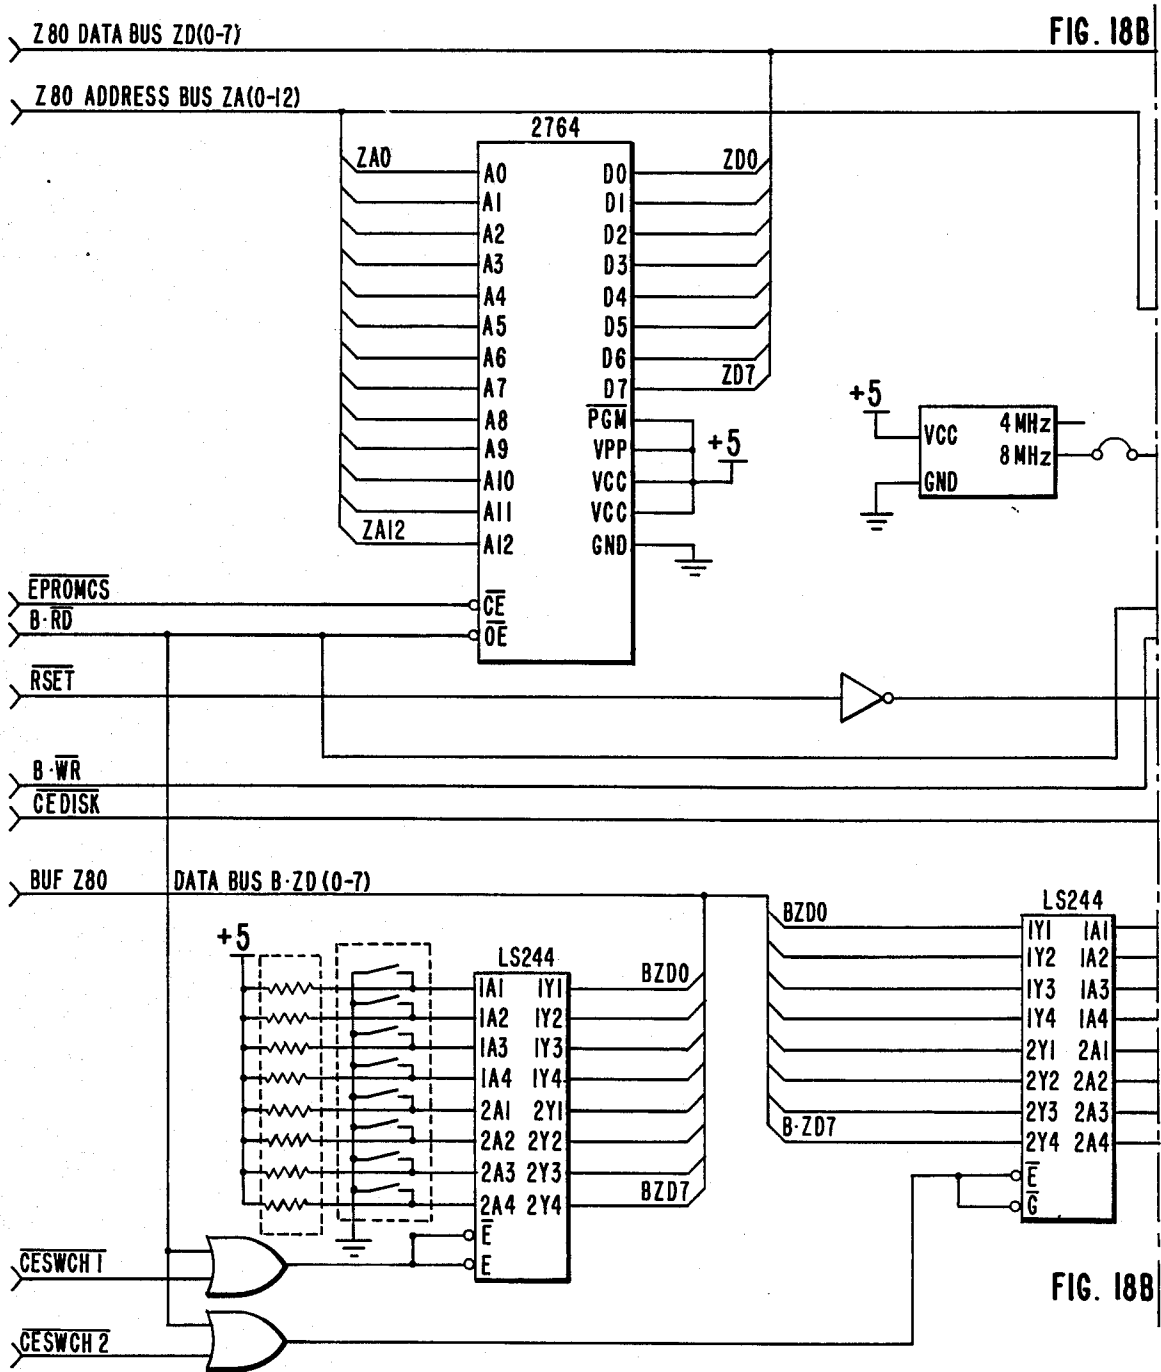 Z80 DATA BUS ZD(0-7)
FIG. 18B
Z80 ADDRESS BUS ZA(0-12)
2764
ZA0
A0
A1
A2
A3
A4
A5
A6
A7
A8
A9
A10
A11
ZA12
A12
D0
ZD0
D1
D2
D3
D4
D5
D6
D7
ZD7
PGM
VPP
VCC
VCC
GND
+5
+5
VCC
GND
4MHz
8MHz
EPROMCS
CE
B·RD
OE
RSET
B·WR
CEDISK
BUF Z80 DATA BUS B·ZD(0-7)
+5
LS244
1A1 1Y1
1A2 1Y2
1A3 1Y3
1A4 1Y4
2A1 2Y1
2A2 2Y2
2A3 2Y3
2A4 2Y4
E
E
BZD0
BZD7
LS244
BZD0
1Y1 1A1
1Y2 1A2
1Y3 1A3
1Y4 1A4
2Y1 2A1
2Y2 2A2
2Y3 2A3
B·ZD7
2Y4 2A4
E
G
CESWCH 1
CESWCH 2
FIG. 18B